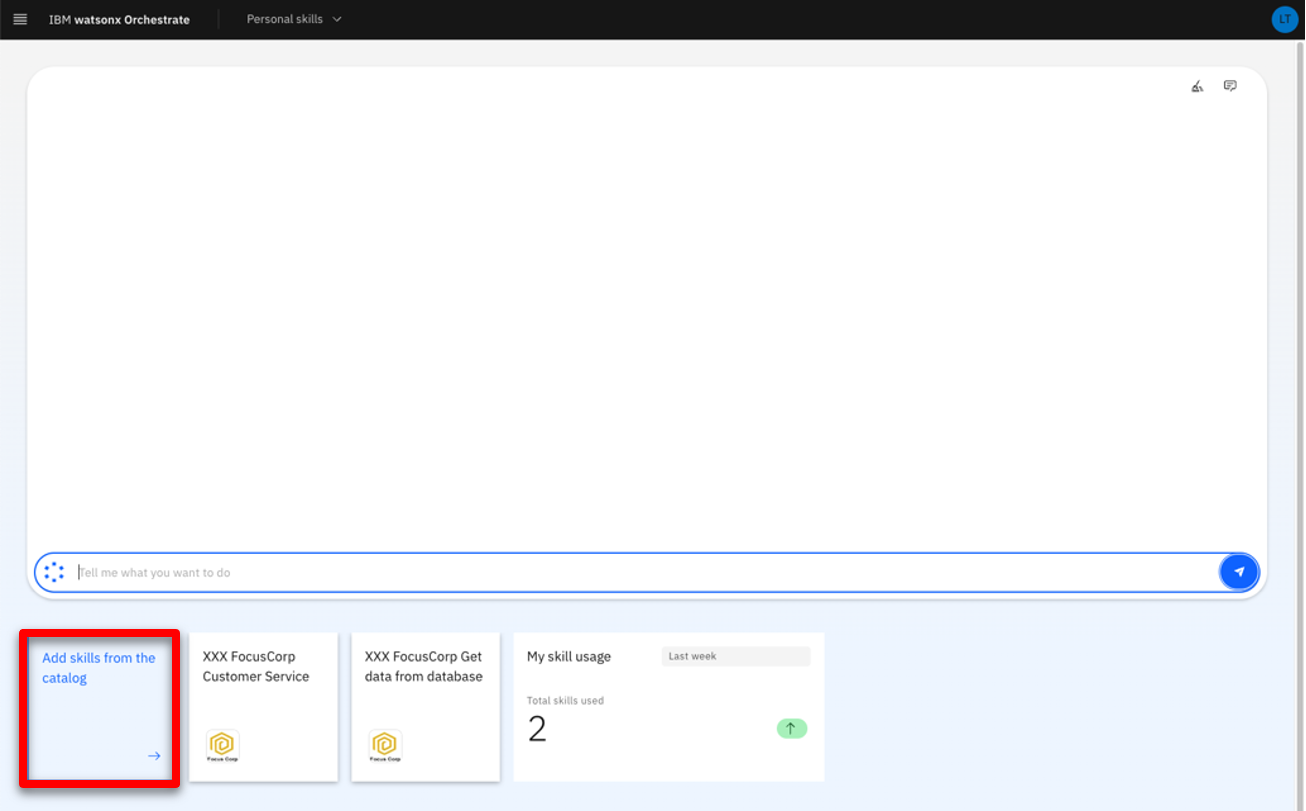 IBM watsonx Orchestrate
Personal skills
LT
Tell me what you want to do
Add skills from the
catalog
XXX FocusCorp
Customer Service
Focus Corp
XXX FocusCorp Get
data from database
Focus Corp
My skill usage
Last week
Total skills used
2